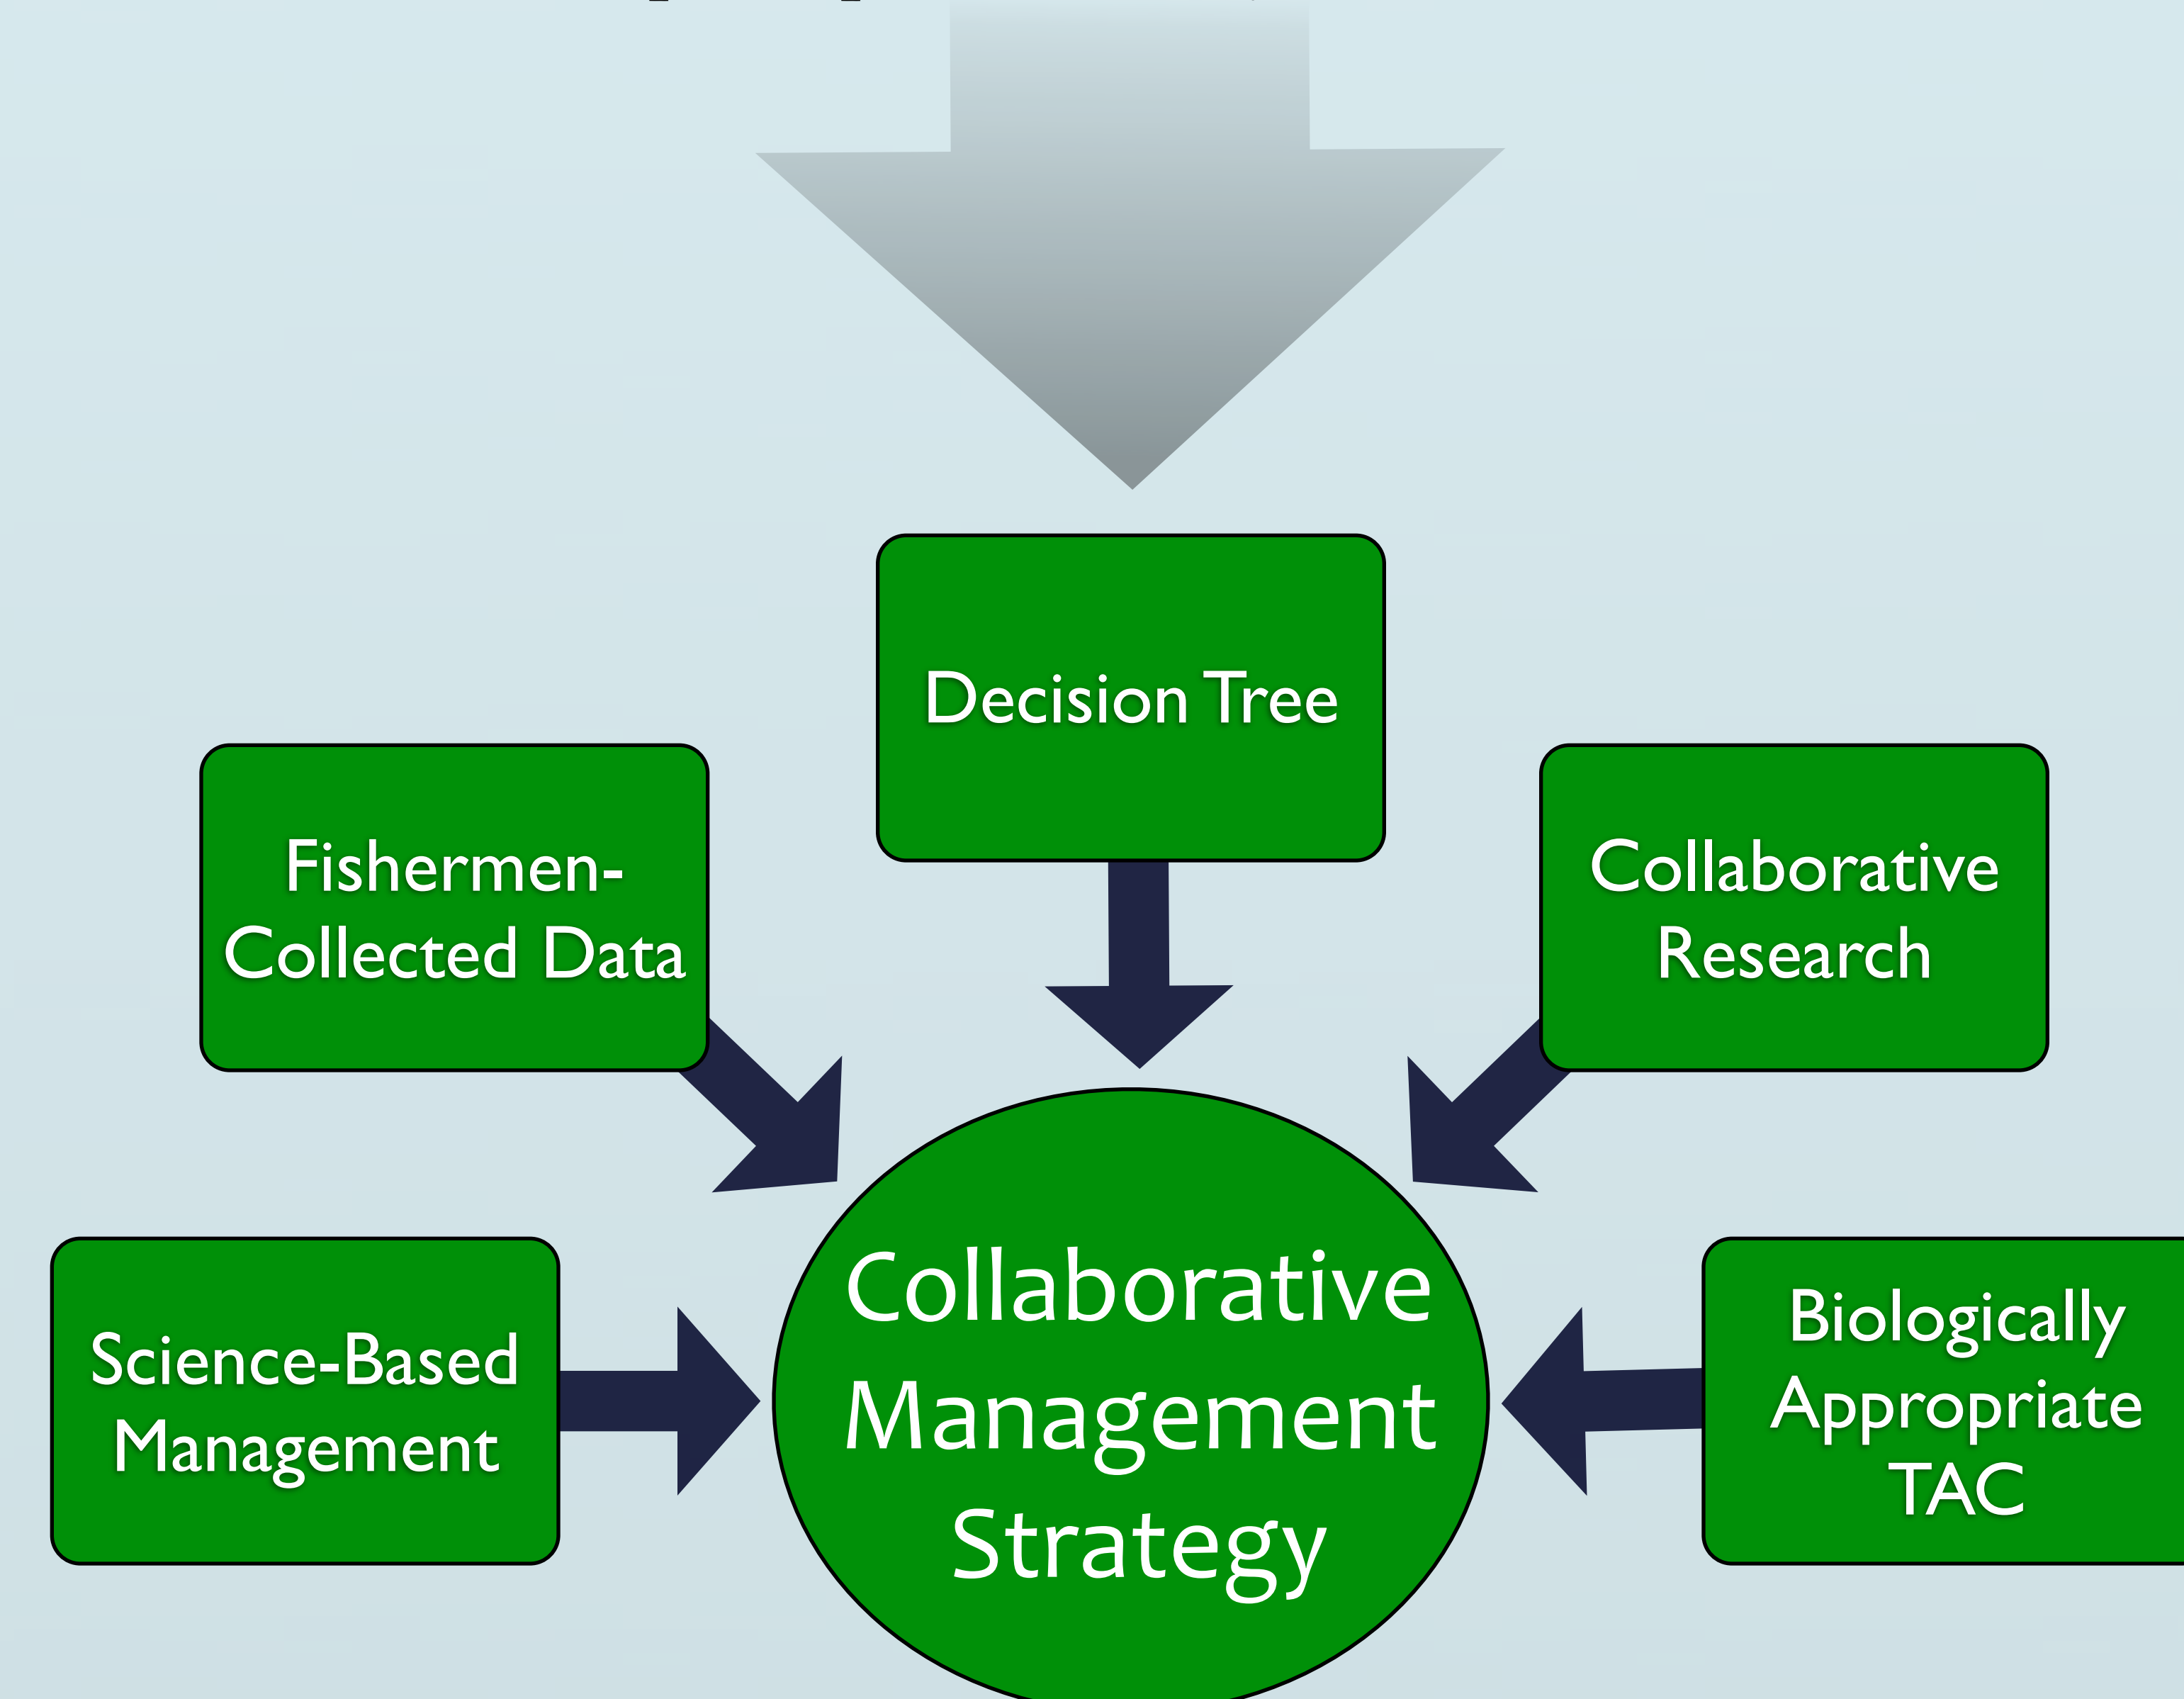 Decision Tree
Fishermen-
Collected Data
Collaborative
Research
Science-Based
Management
Collaborative
Management
Strategy
Biologically
Appropriate
TAC